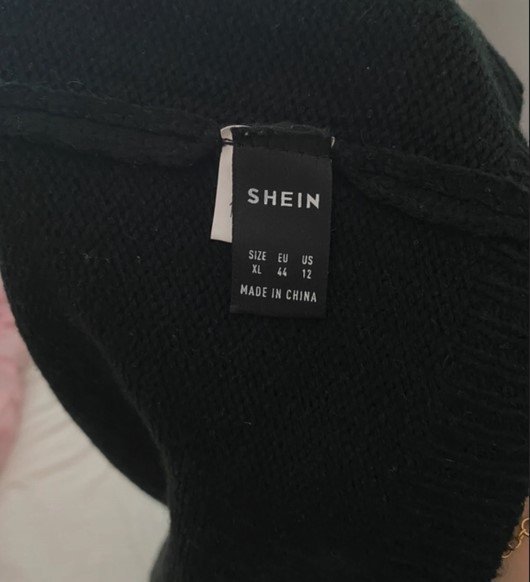 SHEIN
SIZE EU US
XL 44 12
MADE IN CHINA